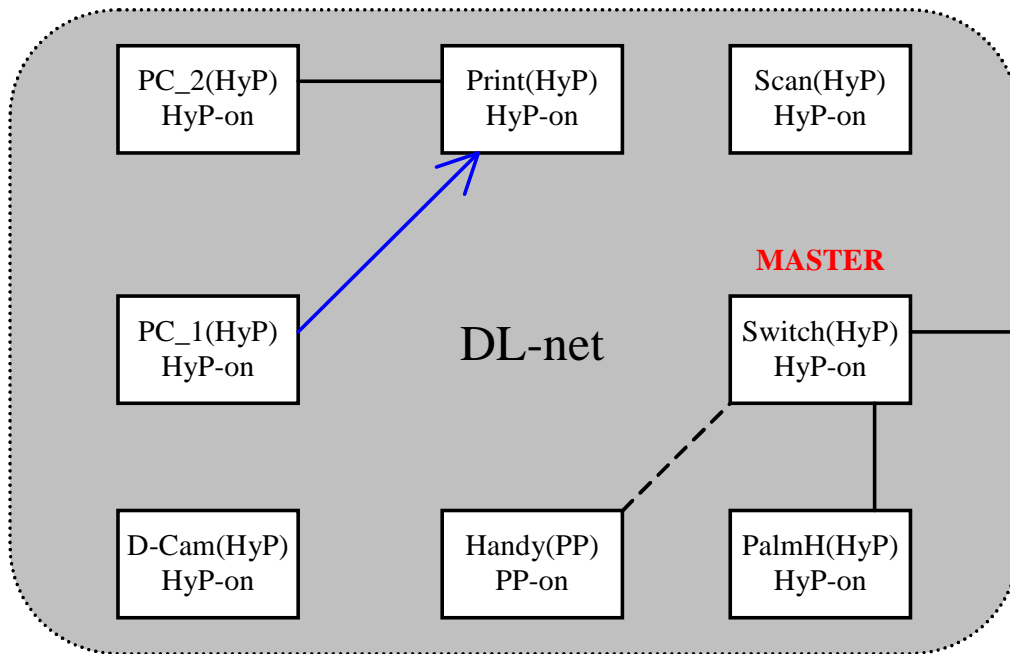 PC_2(HyP)
HyP-on
Print(HyP)
HyP-on
Scan(HyP)
HyP-on
MASTER
PC_1(HyP)
HyP-on
DL-net
Switch(HyP)
HyP-on
D-Cam(HyP)
HyP-on
Handy(PP)
PP-on
PalmH(HyP)
HyP-on